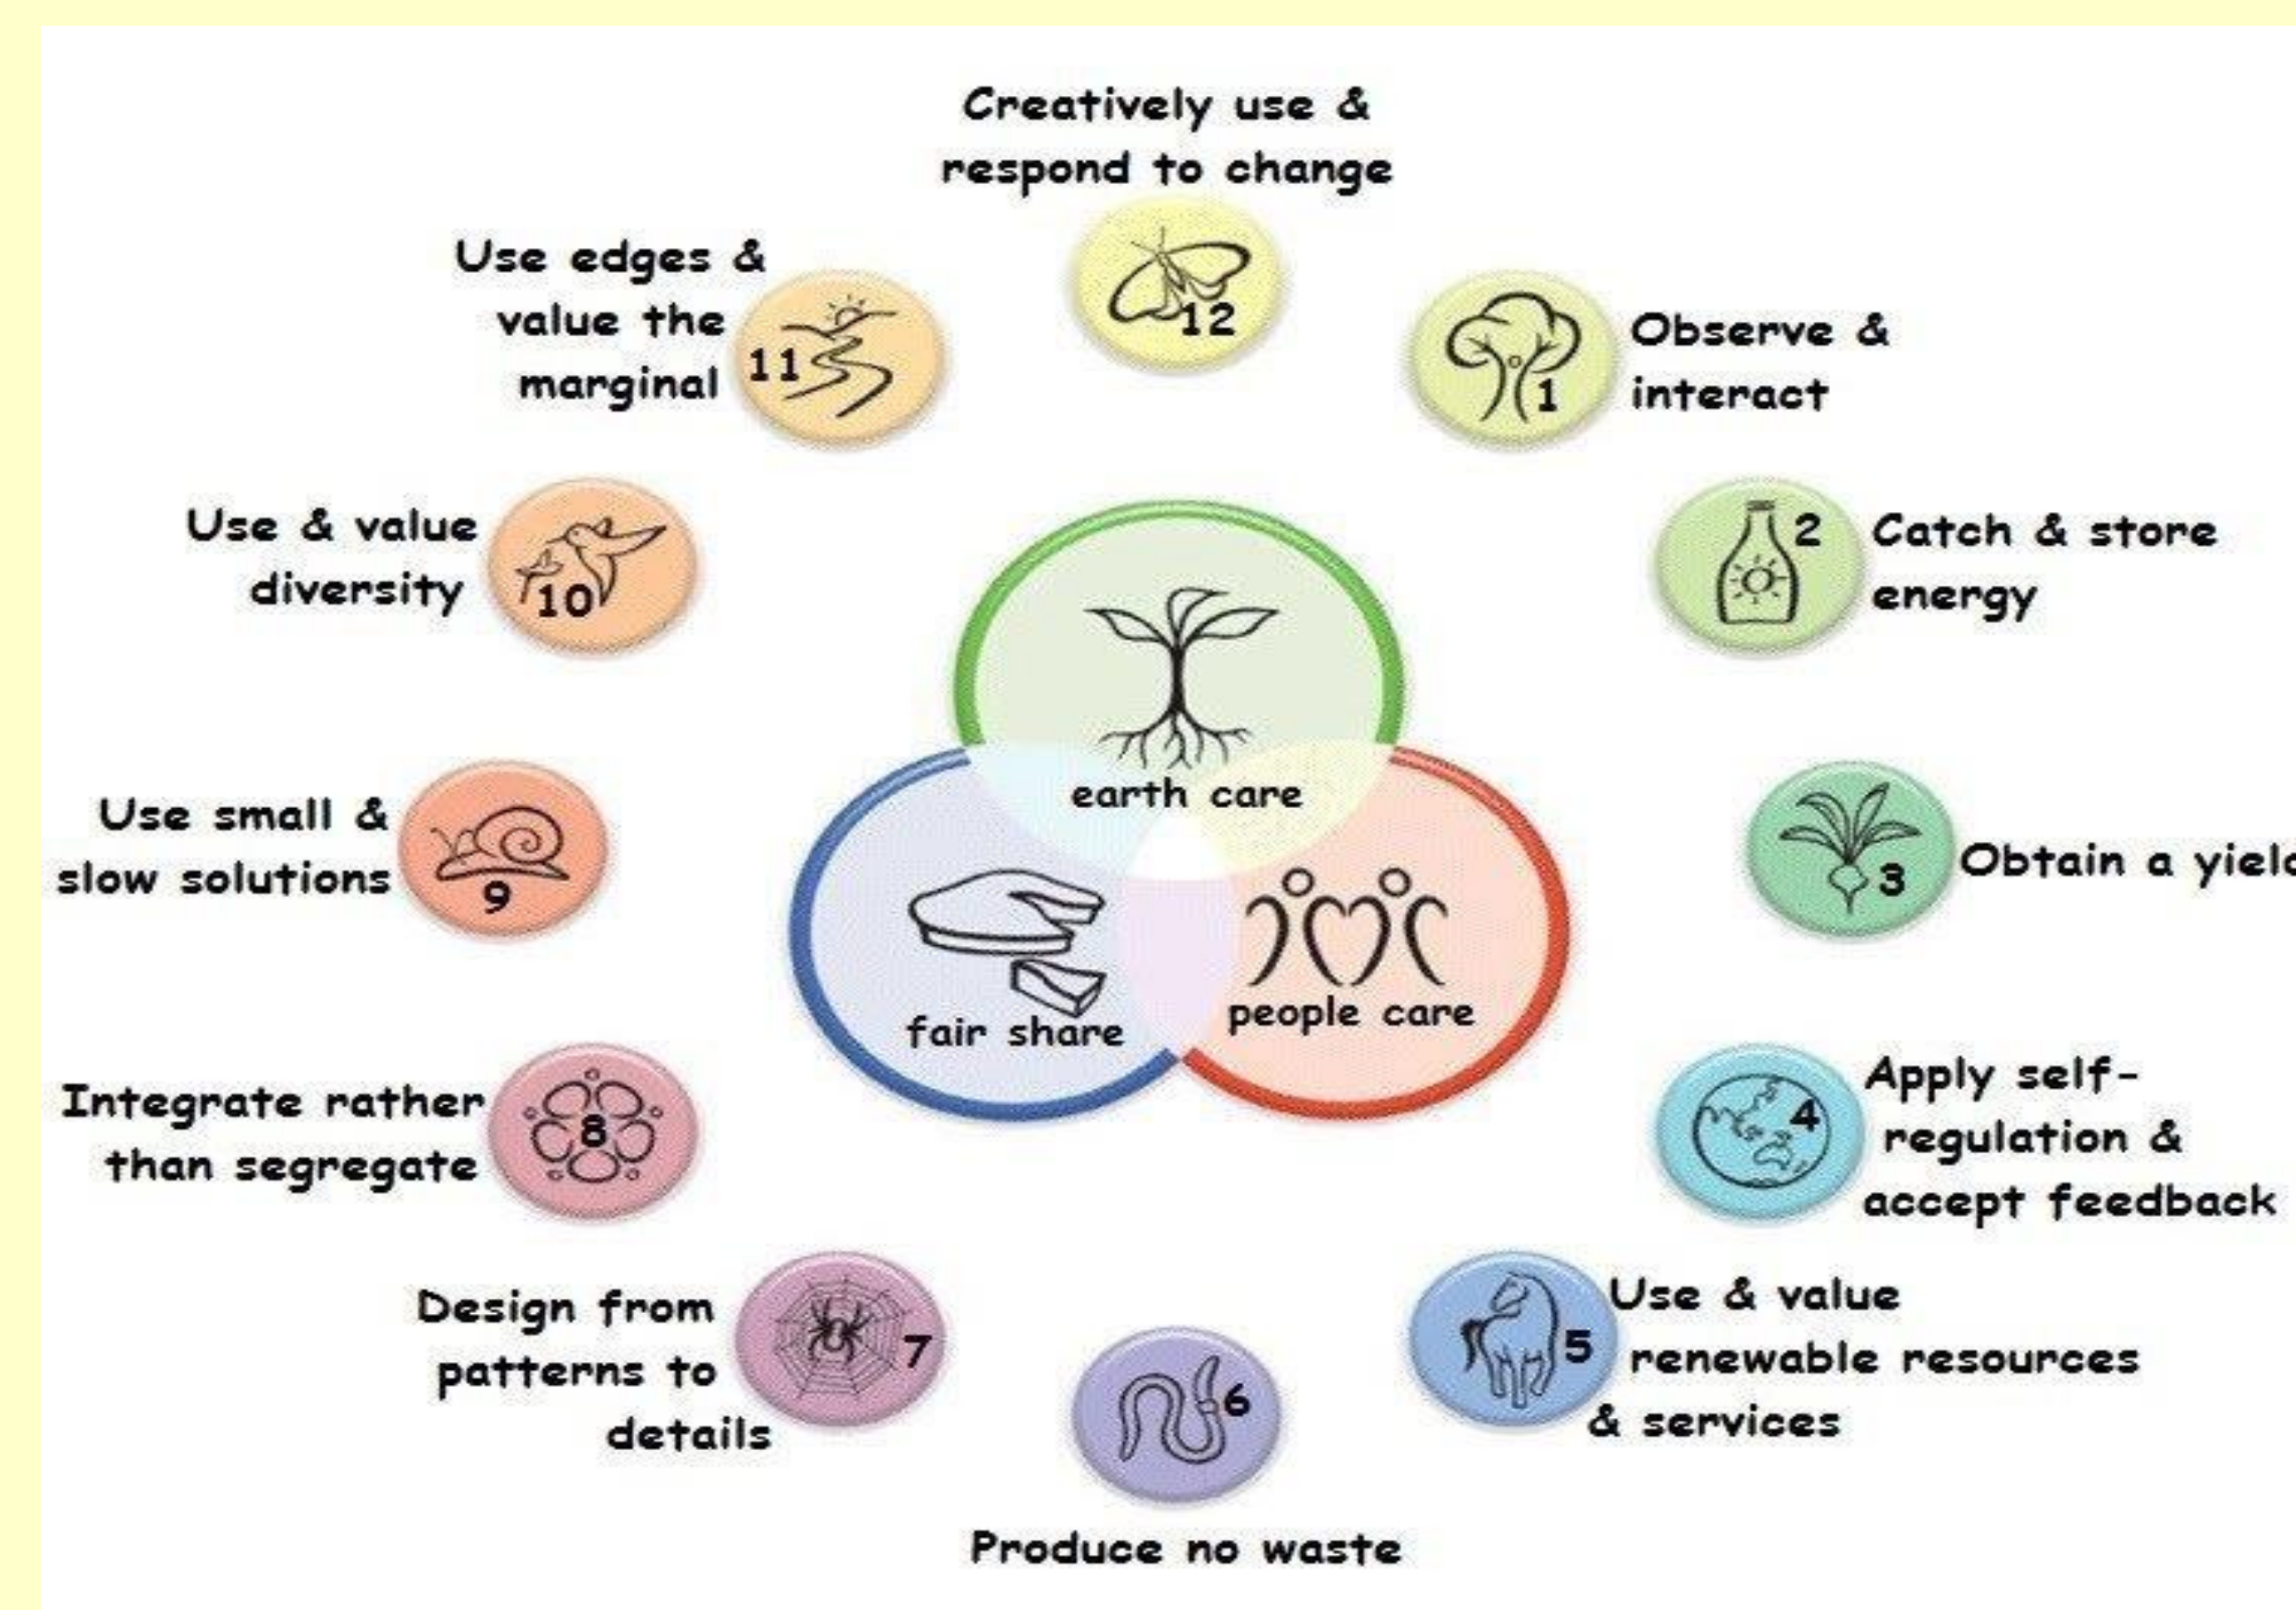 Creatively use &
respond to change
12
Observe &
interact
1
2
Catch & store
energy
3
Obtain a yield
4
Apply self-
regulation &
accept feedback
5
Use & value
renewable resources
& services
6
Produce no waste
7
Design from
patterns to
details
8
Integrate rather
than segregate
9
Use small &
slow solutions
10
Use & value
diversity
11
Use edges &
value the
marginal
earth care
fair share
people care